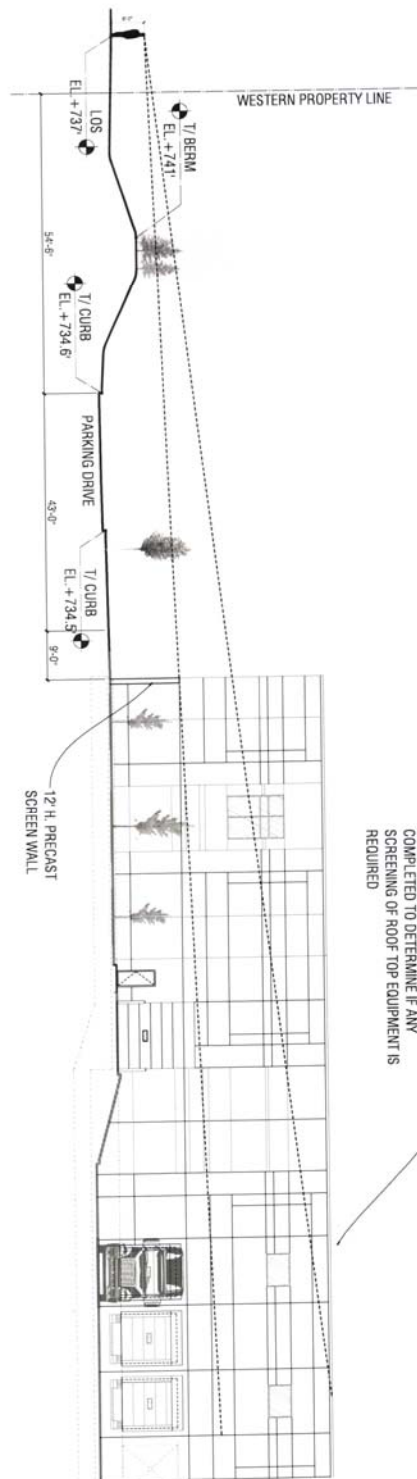 WESTERN PROPERTY LINE
COMPLETED TO DETERMINE IF ANY
SCREENING OF ROOF TOP EQUIPMENT IS
REQUIRED
T/ BERM
EL. +741'
6'-0"
LOS
EL. +737'
T/ CURB
EL. +734.6'
PARKING DRIVE
T/ CURB
EL. +734.5'
12' H. PRECAST
SCREEN WALL
54'-6"
43'-0"
9'-0"